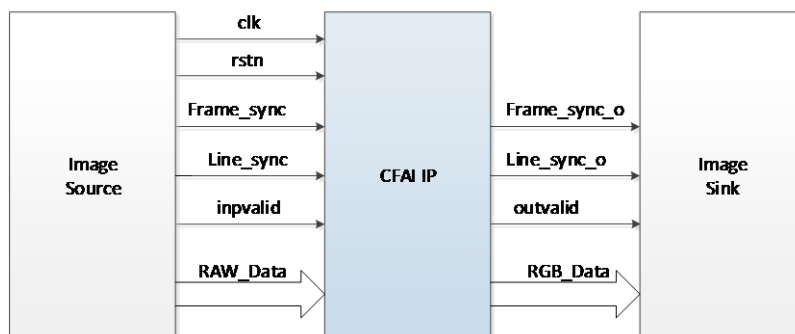 clk
rstn
Frame_sync
Line_sync
inpvalid
RAW_Data
Image
Source
CFAI IP
Frame_sync_o
Line_sync_o
outvalid
RGB_Data
Image
Sink